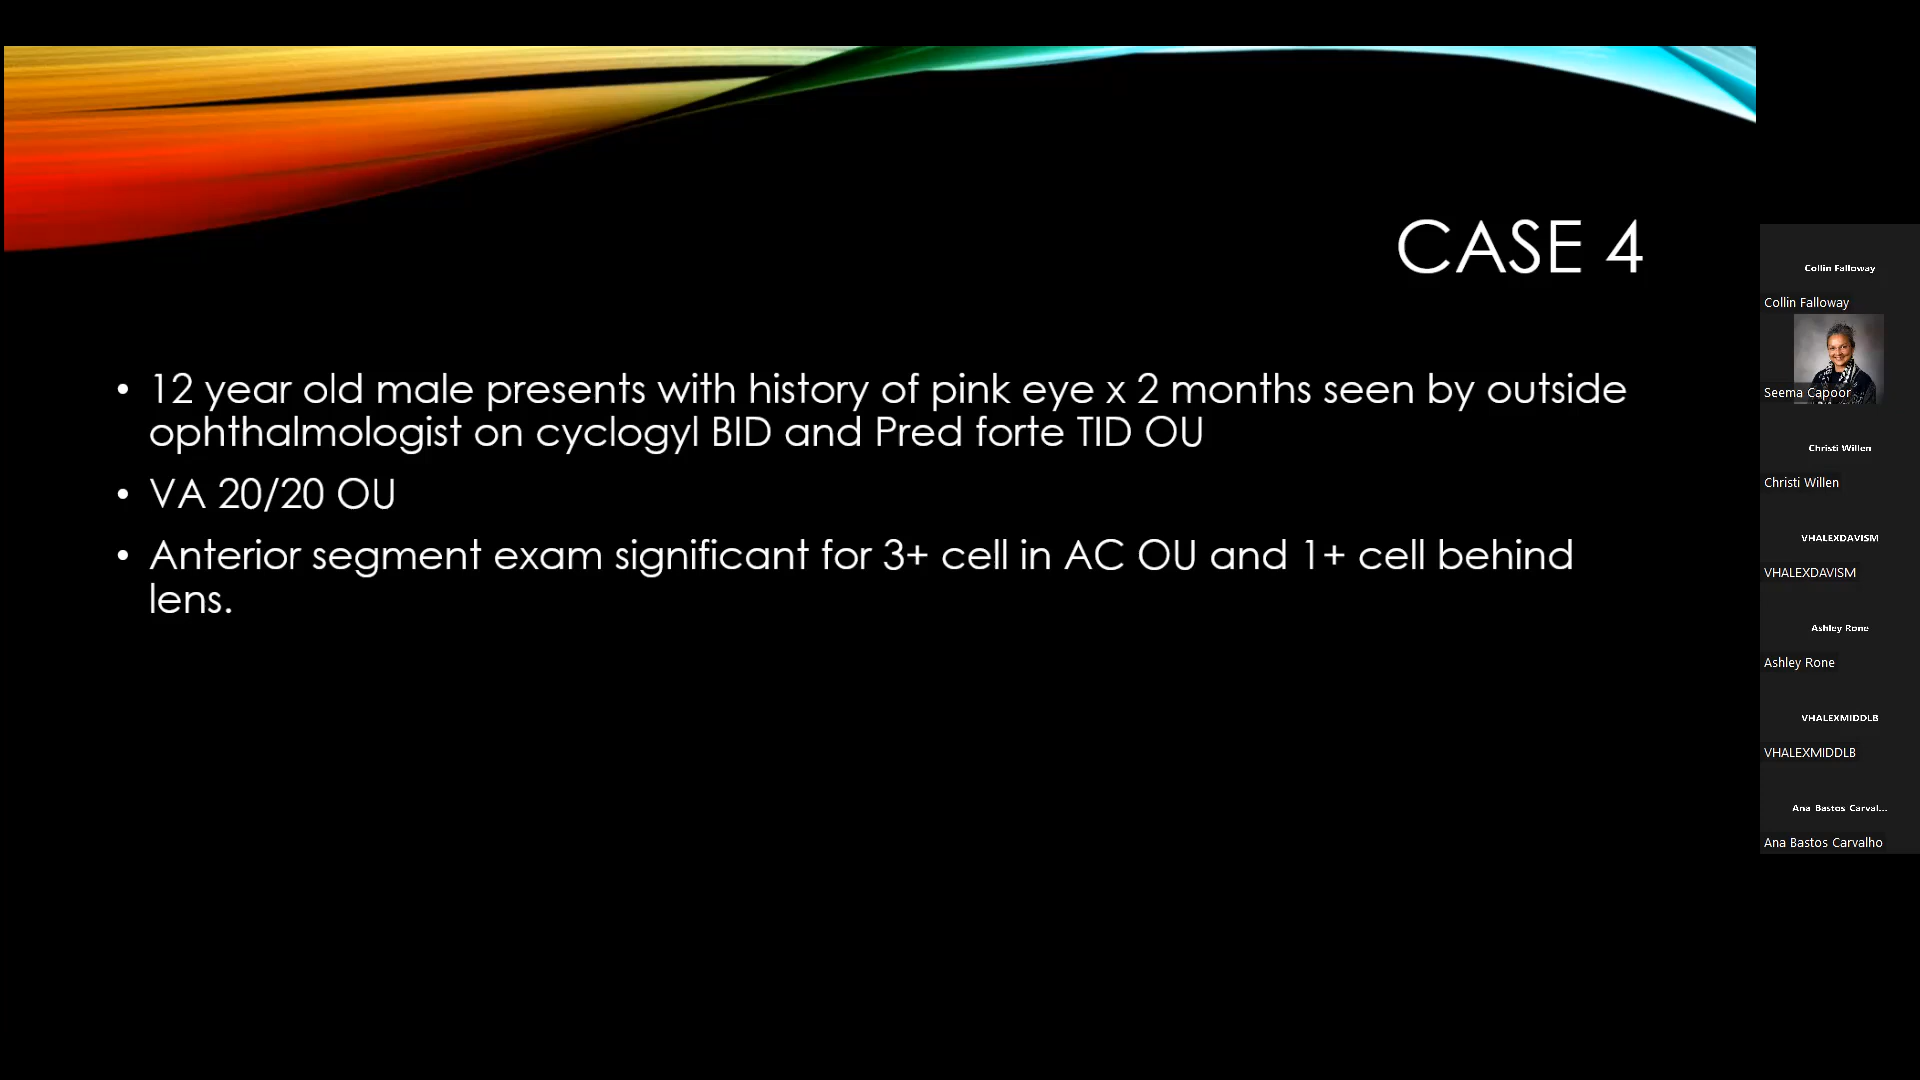 CASE 4
• 12 year old male presents with history of pink eye x 2 months seen by outside
ophthalmologist on cyclogyl BID and Pred forte TID OU
• VA 20/20 OU
• Anterior segment exam significant for 3+ cell in AC OU and 1+ cell behind
lens.
Collin Falloway
Collin Falloway
Seema Capoor
Christi Willen
Christi Willen
VHALEXDAVISM
VHALEXDAVISM
Ashley Rone
Ashley Rone
VHALEXMIDDLB
VHALEXMIDDLB
Ana Bastos Carval...
Ana Bastos Carvalho